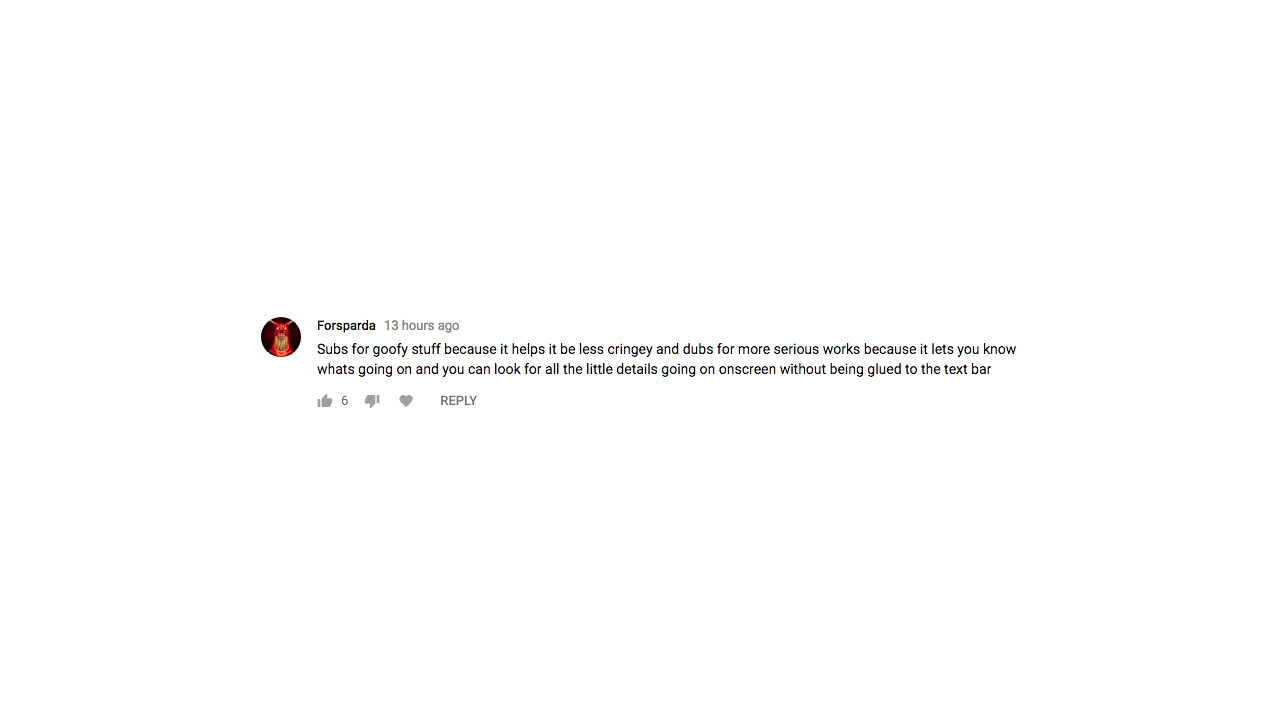 Forsparda 13 hours ago
Subs for goofy stuff because it helps it be less cringey and dubs for more serious works because it lets you know
whats going on and you can look for all the little details going on onscreen without being glued to the text bar
6 REPLY